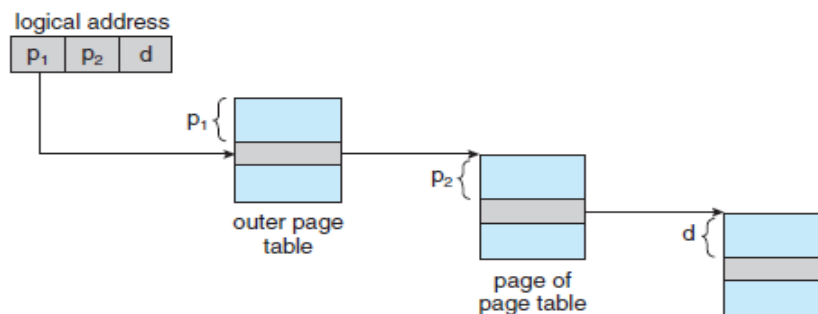 logical address
p₁ p₂ d
p₁
outer page
table
p₂
page of
page table
d